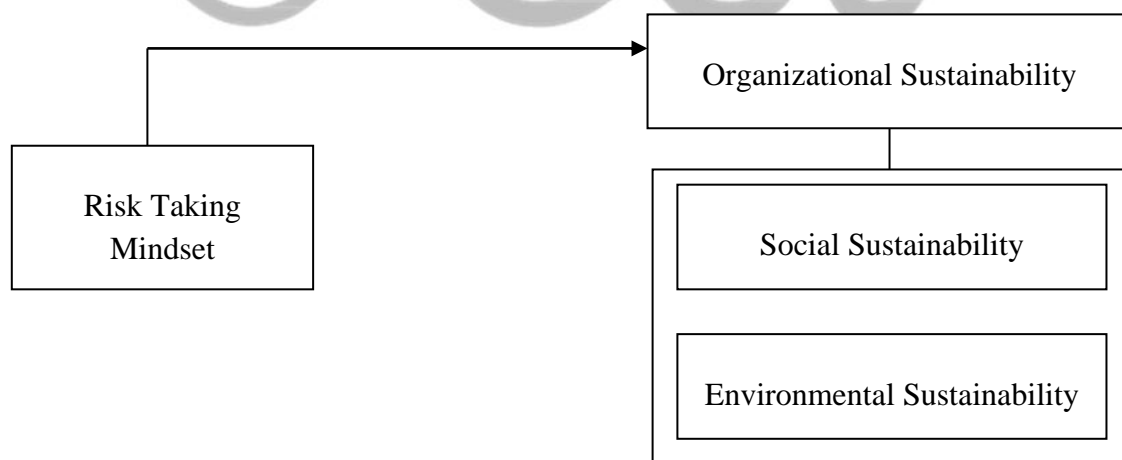 Organizational Sustainability
Risk Taking
Mindset
Social Sustainability
Environmental Sustainability